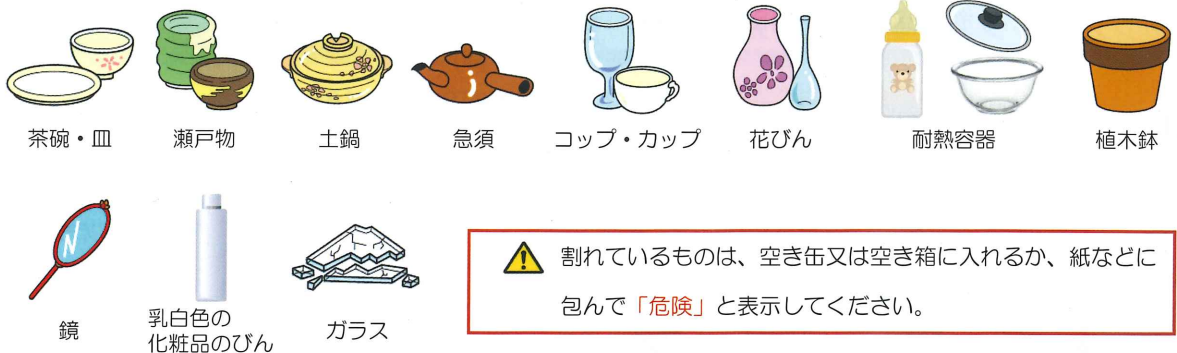 茶碗・皿
瀬戸物
土鍋
急須
コップ・カップ
花びん
耐熱容器
植木鉢
鏡
乳白色の
化粧品のびん
ガラス
割れているものは、空き缶又は空き箱に入れるか、紙などに
包んで「危険」と表示してください。